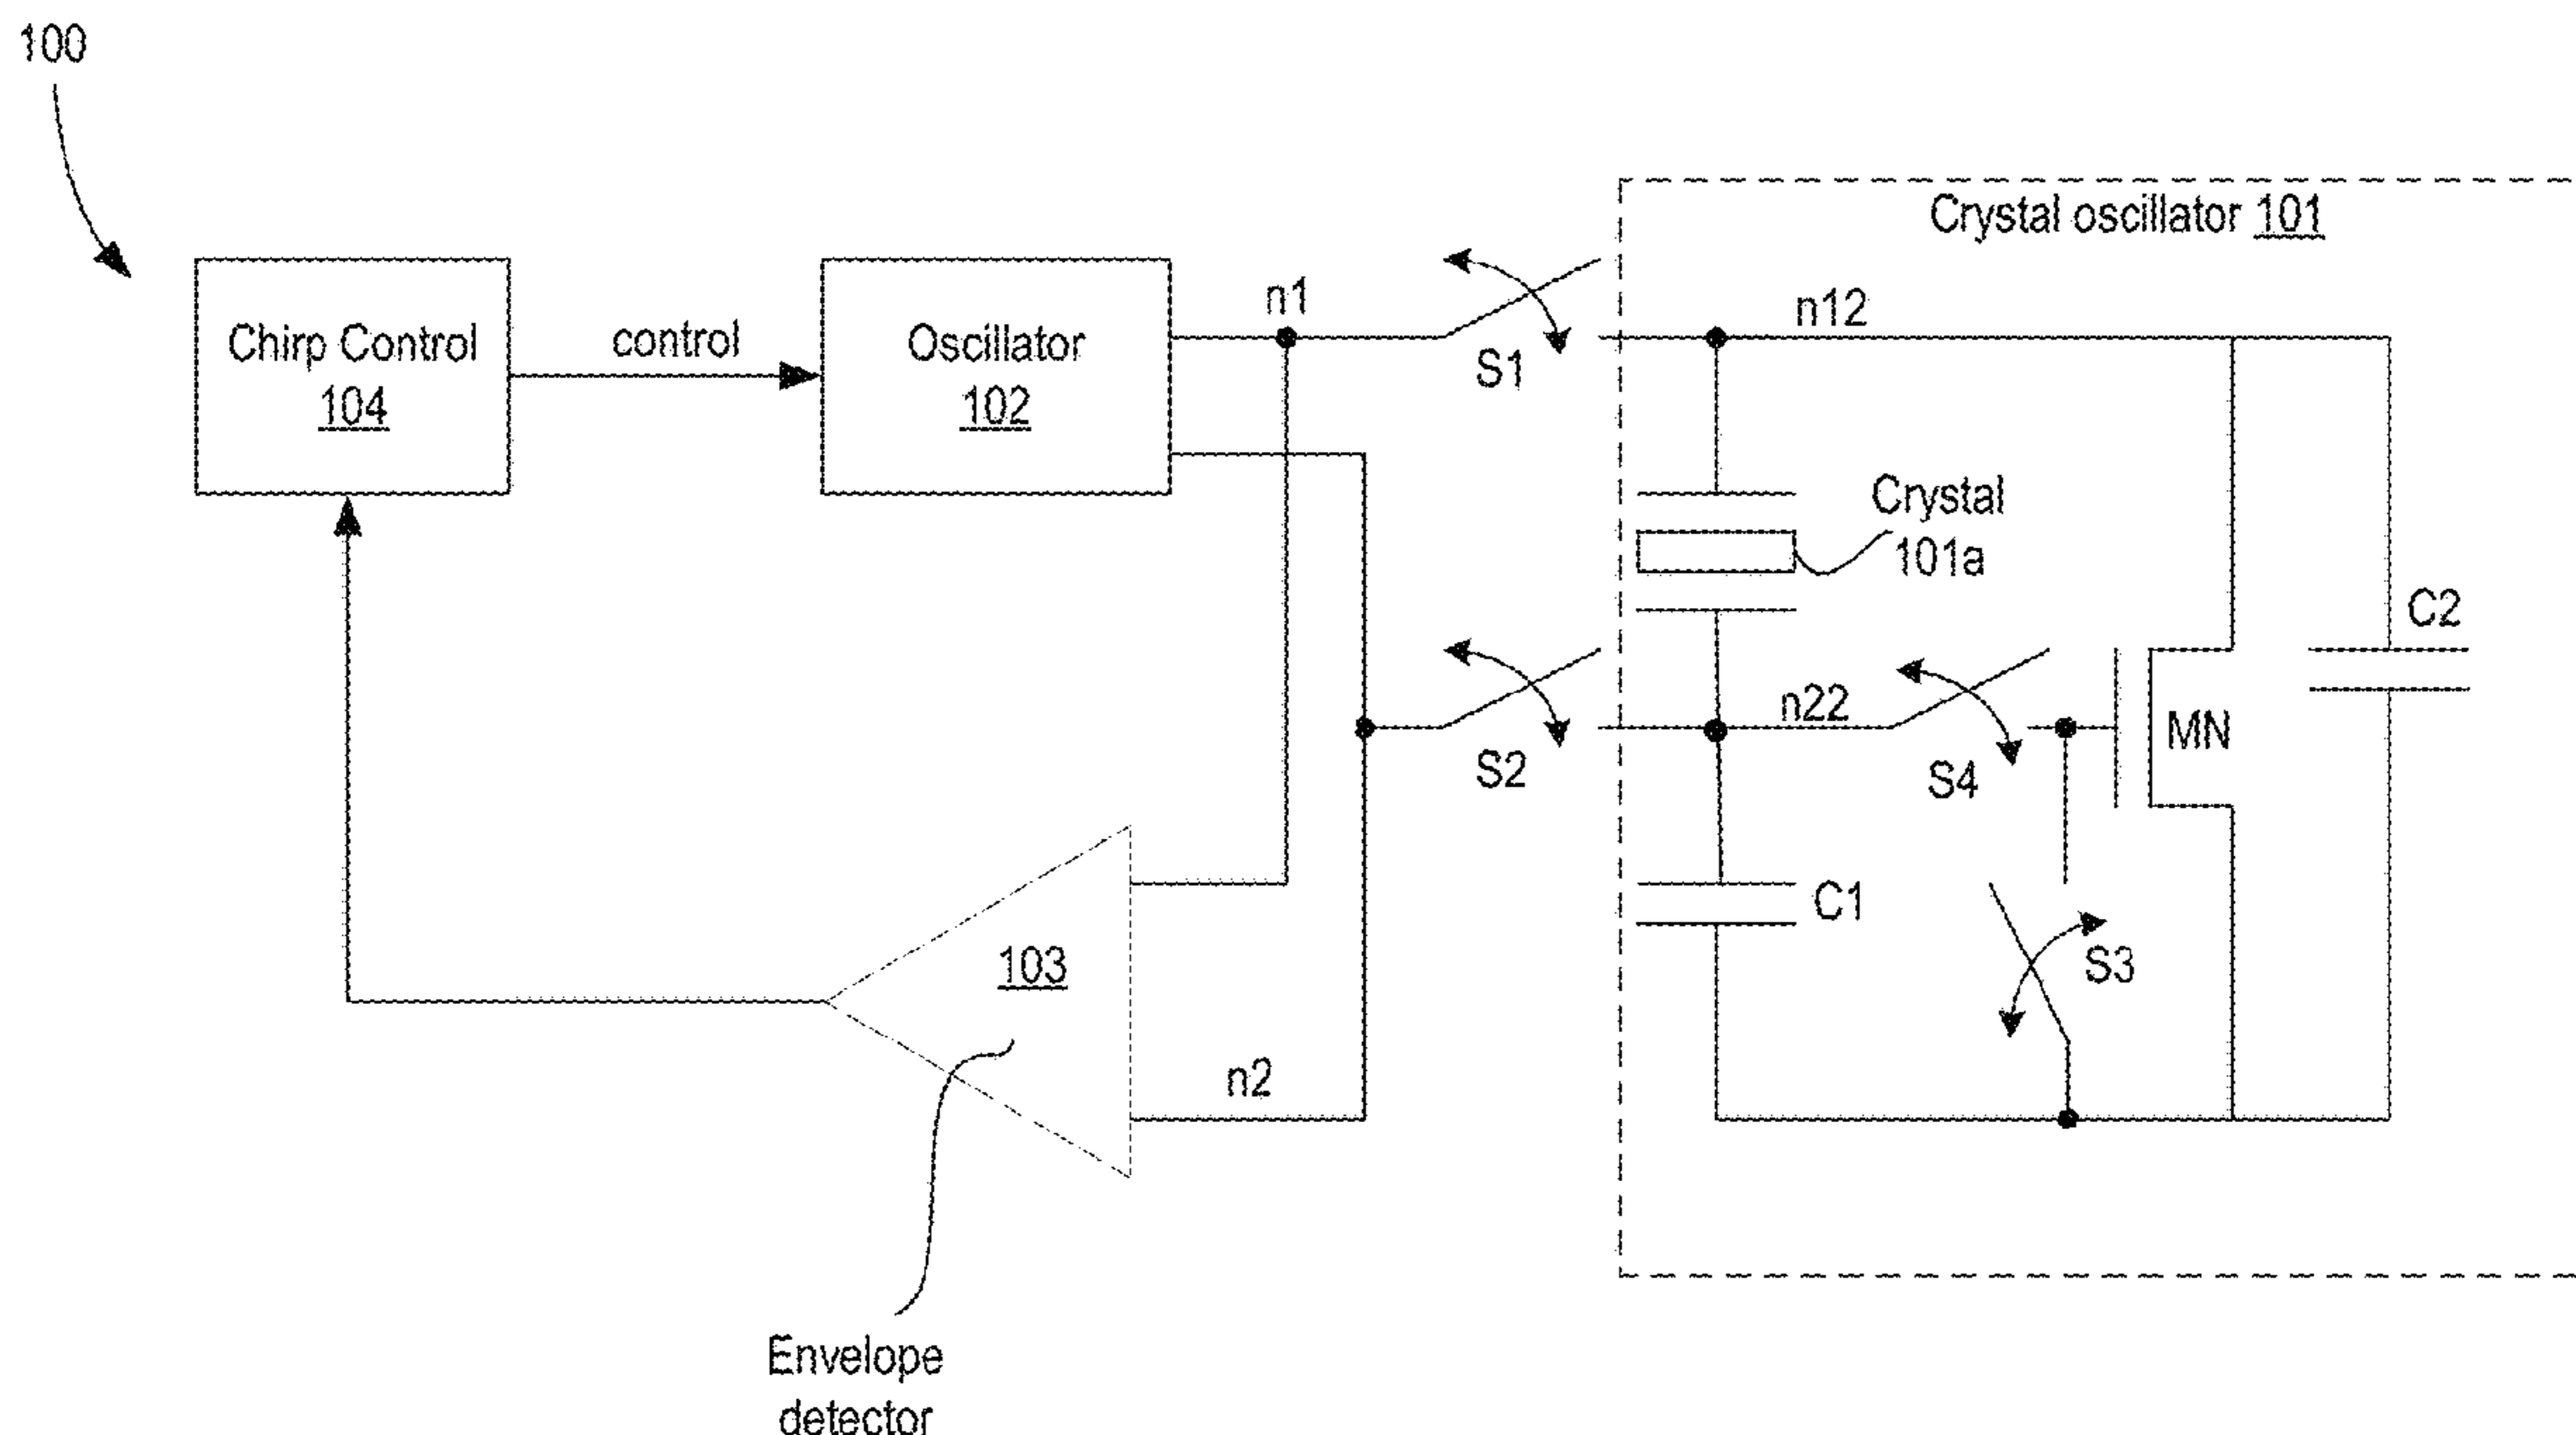 100
Crystal oscillator 101
Chirp Control
104
control
Oscillator
102
n1
S1
n12
Crystal
101a
C2
S2
n22
S4
MN
C1
S3
103
n2
Envelope
detector